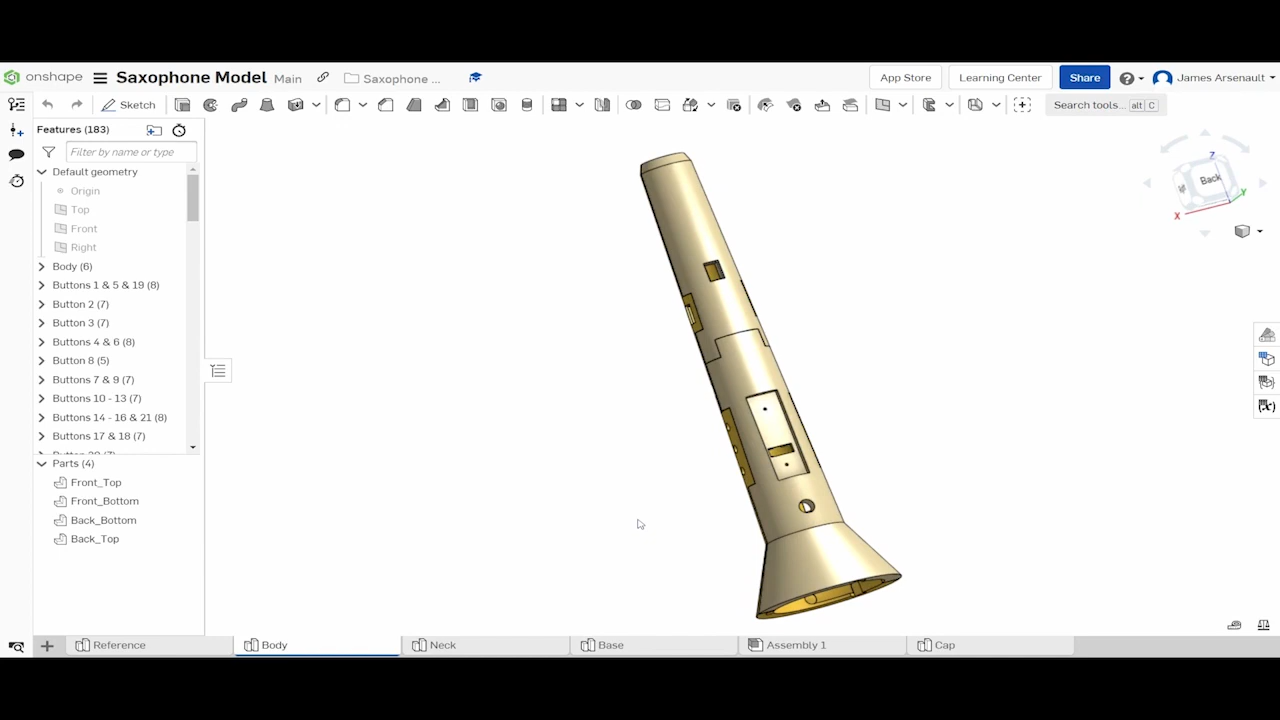 onshape Saxophone Model Main Saxophone ... App Store Learning Center Share James Arsenault
Sketch Search tools... alt C
Features (183)
Filter by name or type
Default geometry
Origin
Top
Front
Right
Body (6)
Buttons 1 & 5 & 19 (8)
Button 2 (7)
Button 3 (7)
Buttons 4 & 6 (8)
Button 8 (5)
Buttons 7 & 9 (7)
Buttons 10 - 13 (7)
Buttons 14 - 16 & 21 (8)
Buttons 17 & 18 (7)
Parts (4)
Front_Top
Front_Bottom
Back_Bottom
Back_Top
Z
Back
Y
X
Reference Body Neck Base Assembly 1 Cap